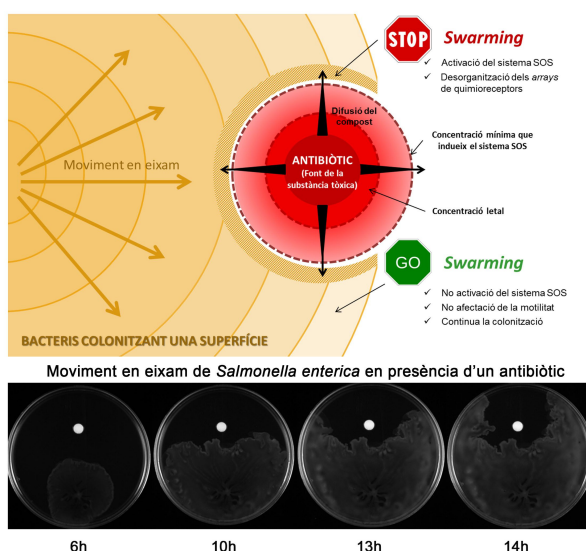 STOP
Swarming
✓ Activació del sistema SOS
✓ Desorganització dels arrays
de quimioreceptors
Difusió del
compost
Concentració mínima que
indueix el sistema SOS
Moviment en eixam
ANTIBIÒTIC
(Font de la
substància tòxica)
Concentració letal
GO
Swarming
✓ No activació del sistema SOS
✓ No afectació de la motilitat
✓ Continua la colonització
BACTERIS COLONITZANT UNA SUPERFÍCIE
Moviment en eixam de Salmonella enterica en presència d'un antibiòtic
6h
10h
13h
14h